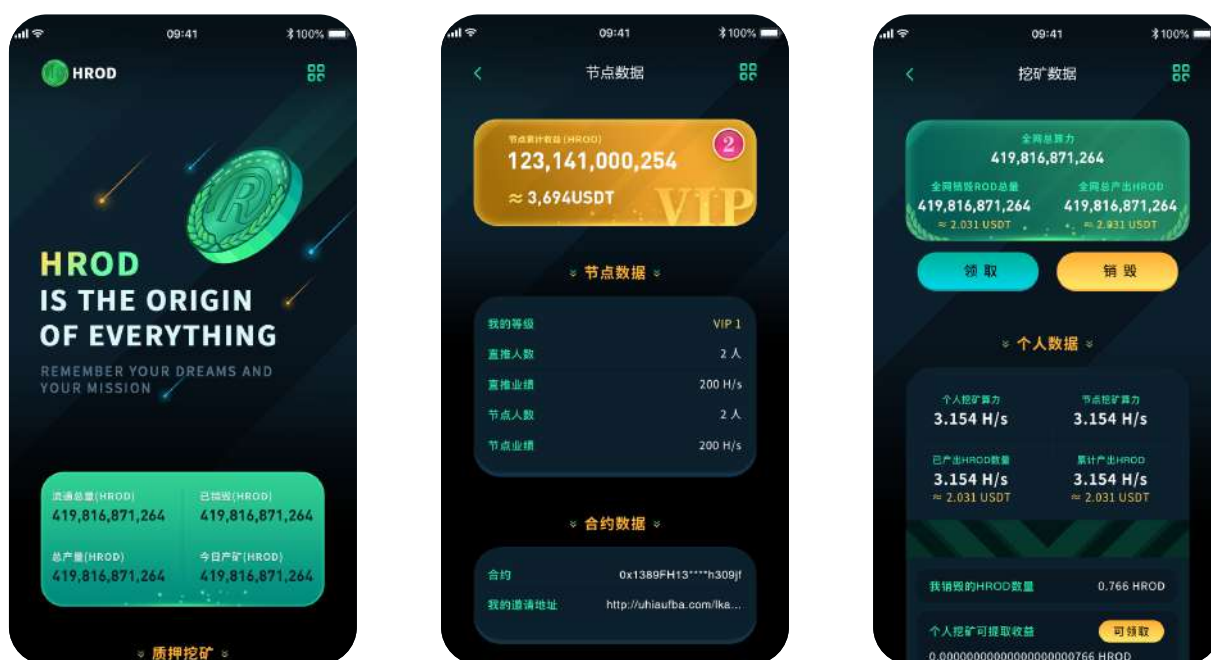 09:41
100%
HROD
HROD
IS THE ORIGIN
OF EVERYTHING
REMEMBER YOUR DREAMS AND
YOUR MISSION
流通总量(HROD)
已销毁(HROD)
419,816,871,264
419,816,871,264
总产量(HROD)
今日产矿(HROD)
419,816,871,264
419,816,871,264
质押挖矿
09:41
100%
节点数据
节点累计收益(HROD)
2
123,141,000,254
≈ 3,694USDT
VIP
节点数据
我的等级
VIP 1
直推人数
2 人
直推业绩
200 H/s
节点人数
2 人
节点业绩
200 H/s
合约数据
合约
0x1389FH13****h309jf
我的邀请地址
http://uhiaufba.com/lka...
09:41
100%
挖矿数据
全网总算力
419,816,871,264
全网销毁ROD总量
全网总产出HROD
419,816,871,264
419,816,871,264
≈ 2.031 USDT
≈ 2.931 USDT
领 取
销 毁
个人数据
个人挖矿算力
节点挖矿算力
3.154 H/s
3.154 H/s
已产出HROD数量
累计产出HROD
3.154 H/s
3.154 H/s
≈ 2.031 USDT
≈ 2.031 USDT
我销毁的HROD数量
0.766 HROD
个人挖矿可提取收益
可领取